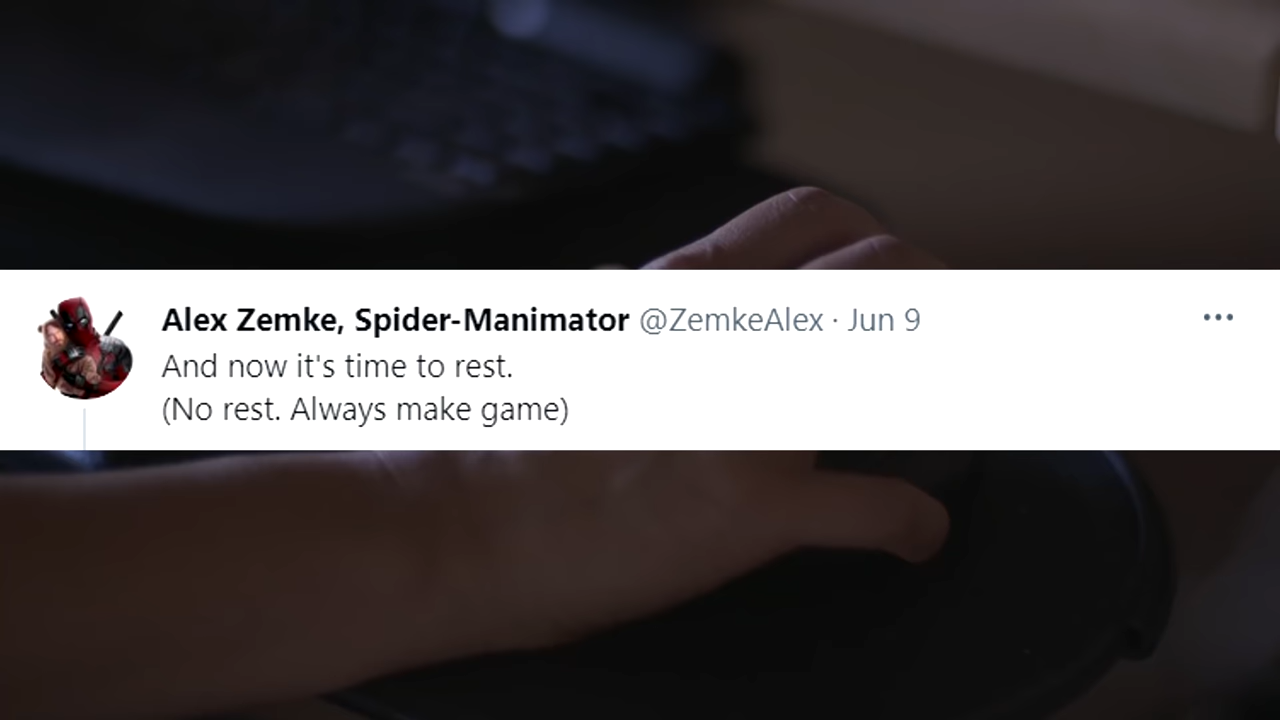 Alex Zemke, Spider-Manimator @ZemkeAlex · Jun 9
And now it's time to rest.
(No rest. Always make game)